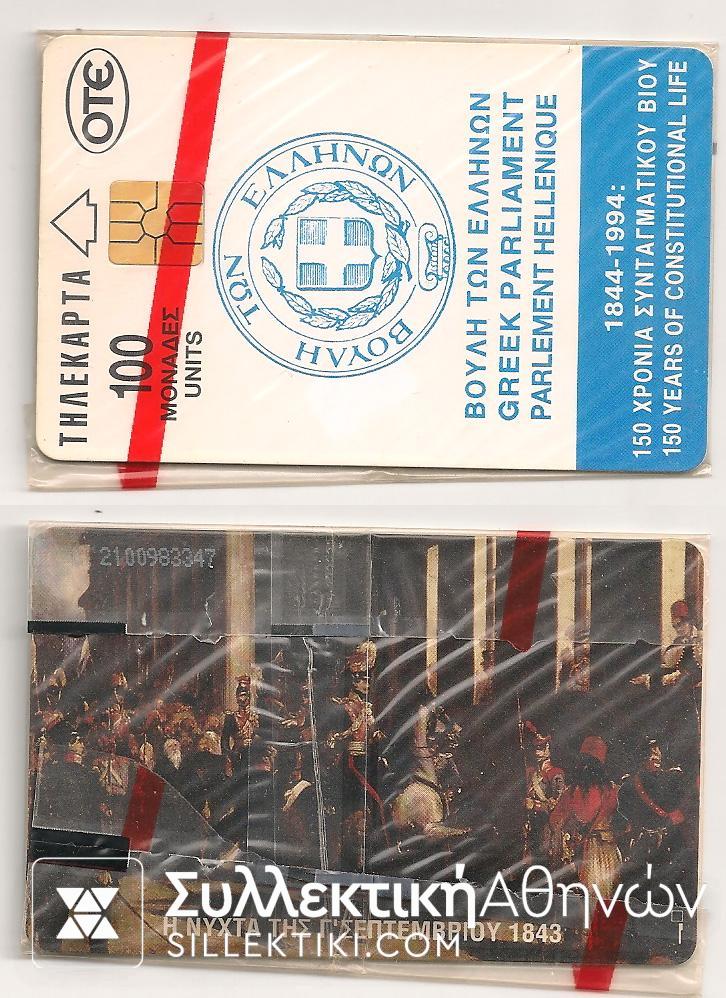 OTE
ΤΗΛΕΚΑΡΤΑ
100
ΜΟΝΑΔΕΣ
UNITS
ΒΟΥΛΗ ΤΩΝ ΕΛΛΗΝΩΝ
ΒΟΥΛΗ ΤΩΝ ΕΛΛΗΝΩΝ
GREEK PARLIAMENT
PARLEMENT HELLENIQUE
1844-1994:
150 ΧΡΟΝΙΑ ΣΥΝΤΑΓΜΑΤΙΚΟΥ ΒΙΟΥ
150 YEARS OF CONSTITUTIONAL LIFE
2100983347
ΣυλλεκτικήΑθηνών
Η ΝΥΧΤΑ ΤΗΣ Γ' ΣΕΠΤΕΜΒΡΙΟΥ 1843
SILLEKTIKI.COM